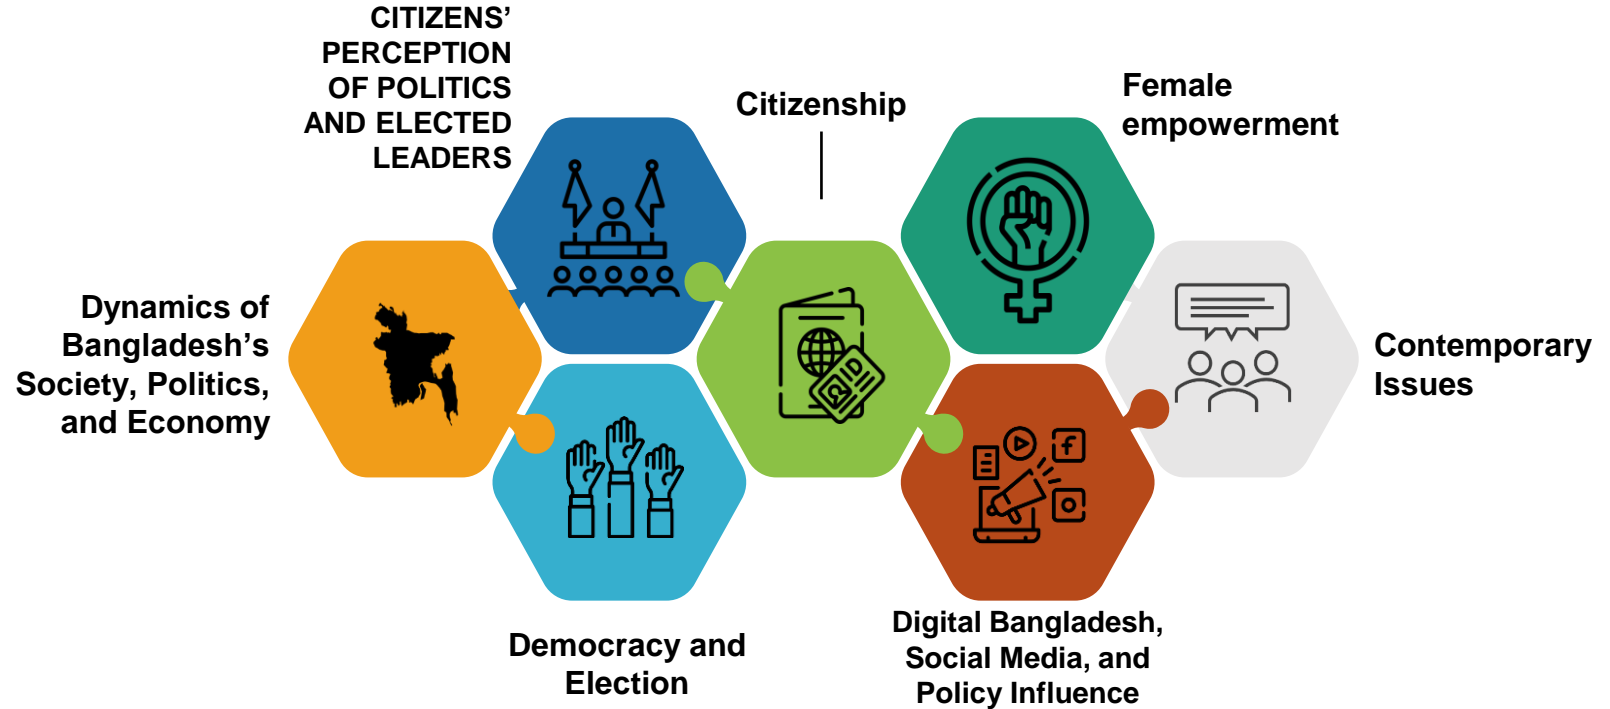 CITIZENS’
PERCEPTION
OF POLITICS
AND ELECTED
LEADERS
Citizenship
Female
empowerment
Dynamics of
Bangladesh’s
Society, Politics,
and Economy
Contemporary
Issues
Democracy and
Election
Digital Bangladesh,
Social Media, and
Policy Influence
ID
f